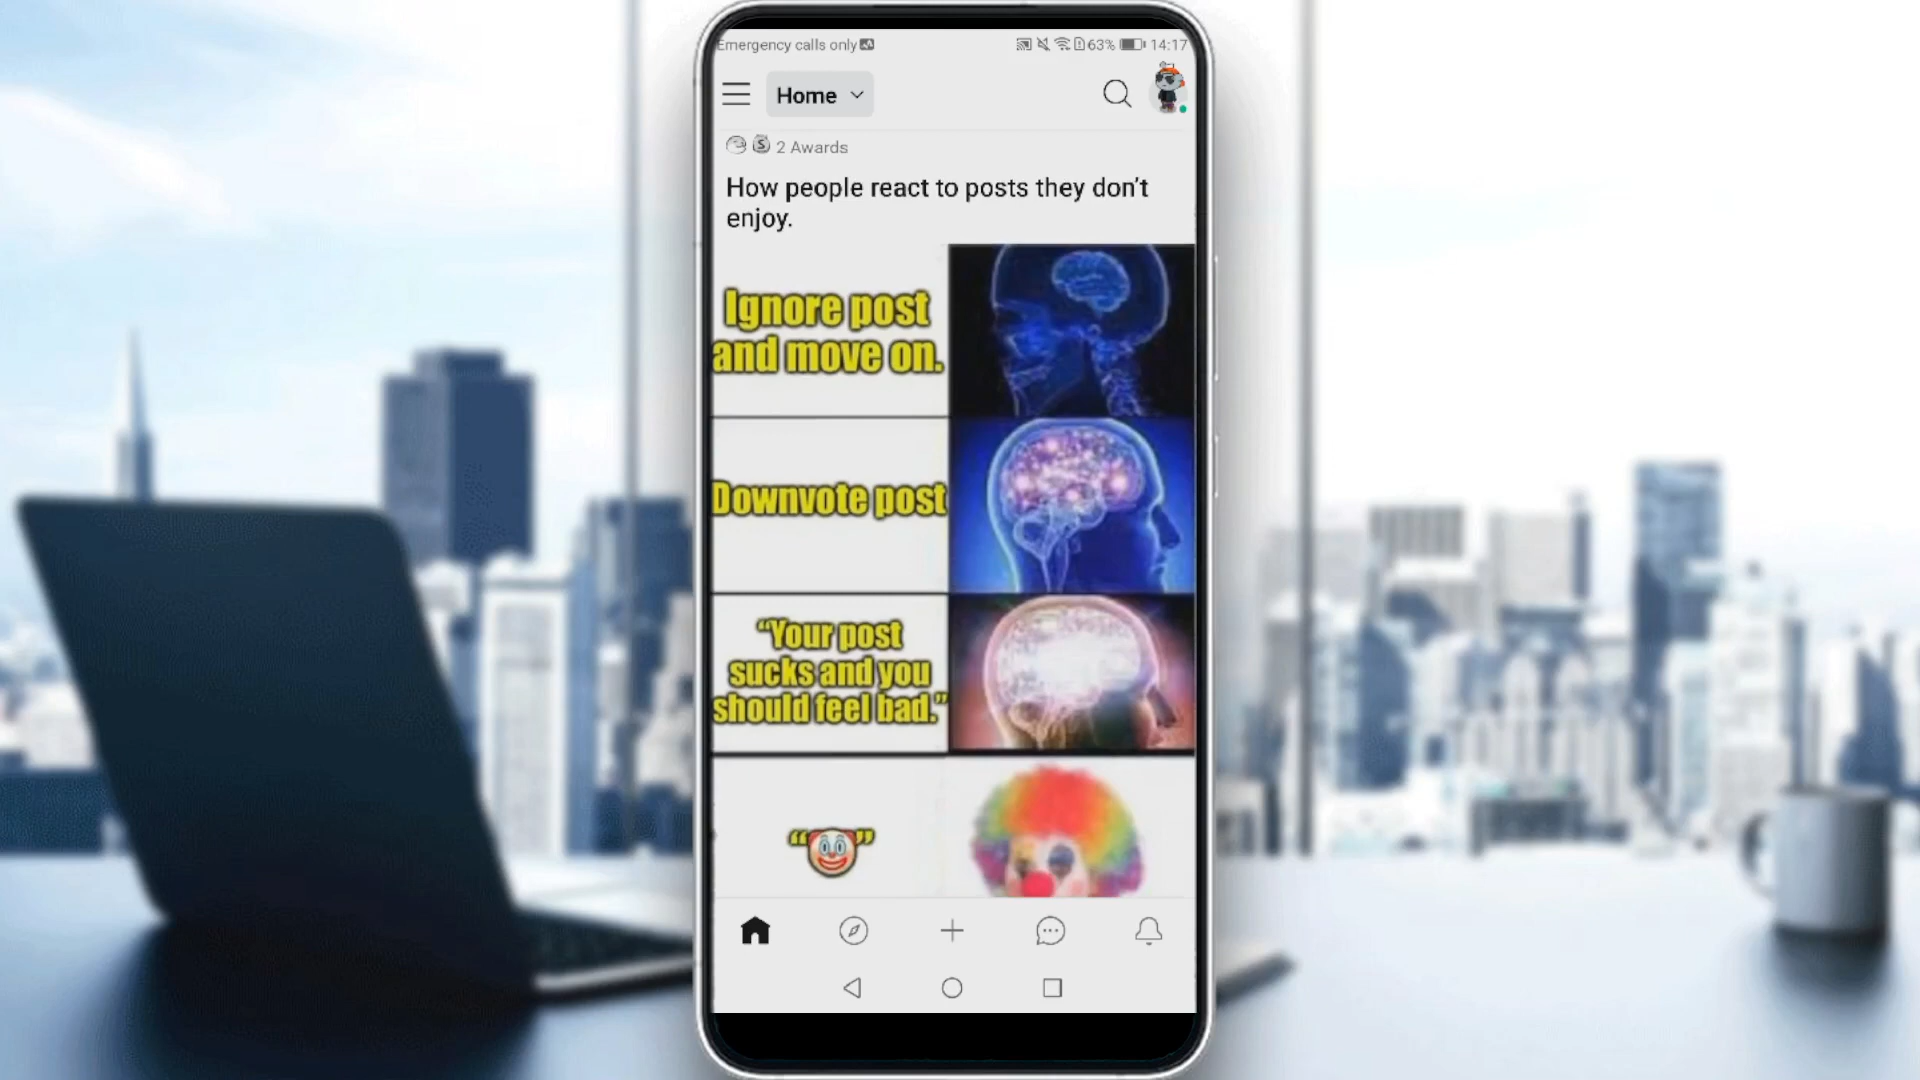 Emergency calls only
63% 14:17
Home
2 Awards
How people react to posts they don’t
enjoy.
Ignore post
and move on.
Downvote post
“Your post
sucks and you
should feel bad.”
“🤡”